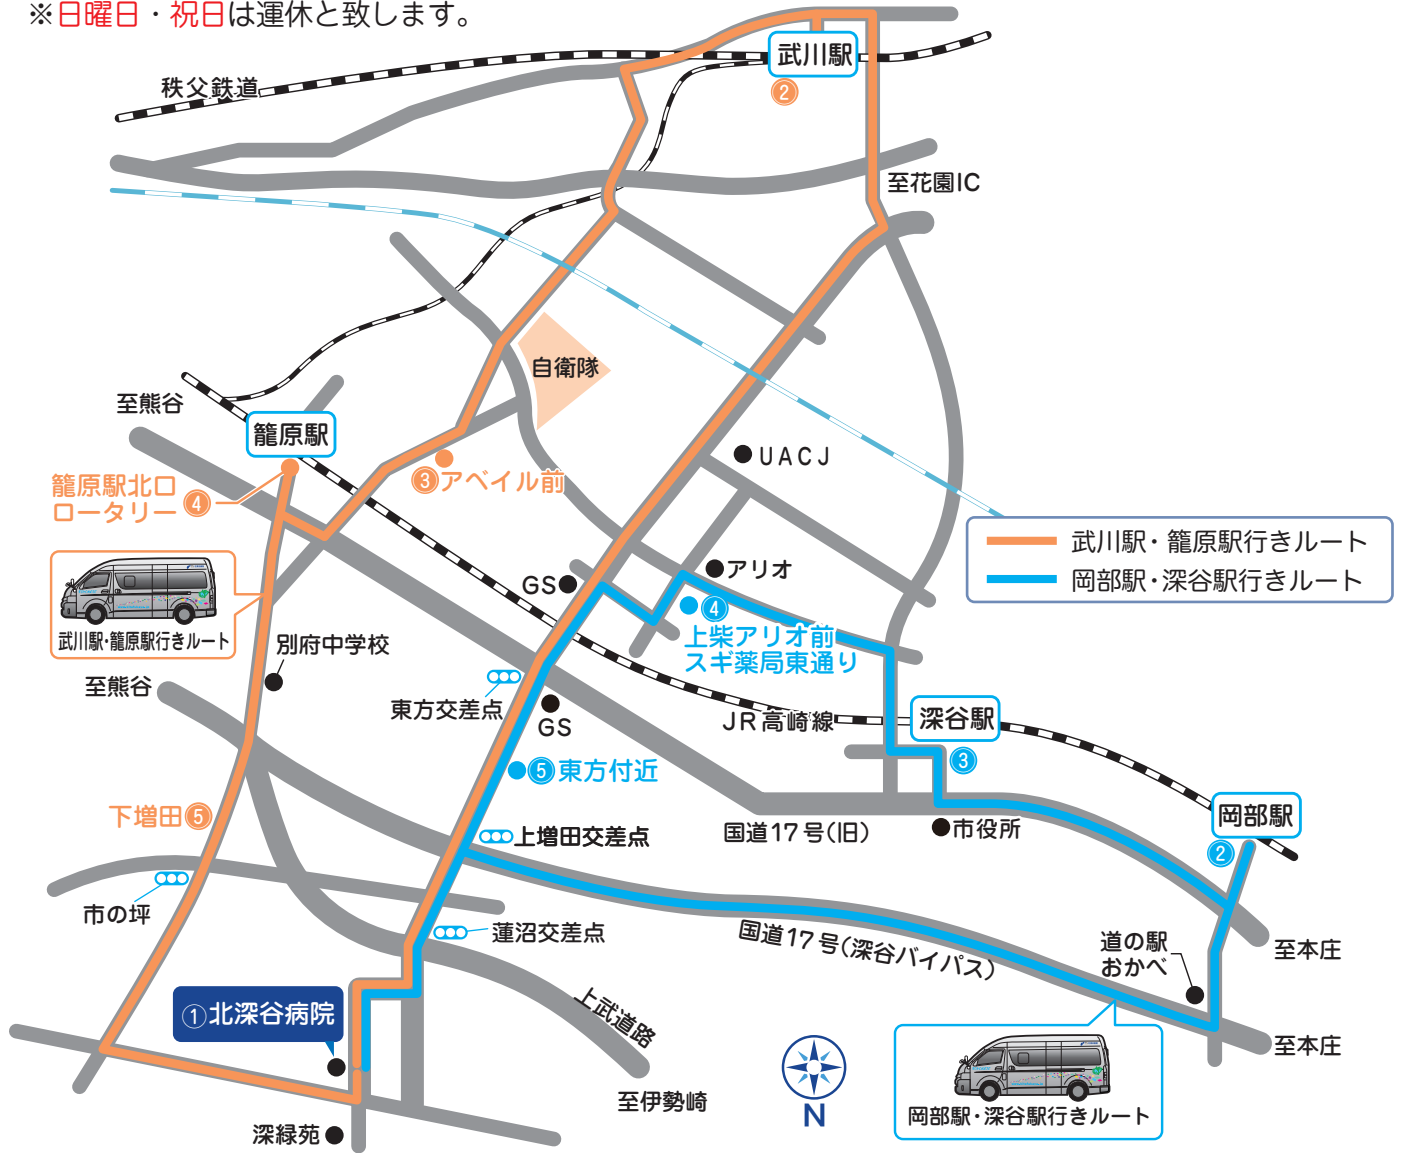 ※日曜日・祝日は運休と致します。
武川駅
②
秩父鉄道
至花園IC
自衛隊
至熊谷
籠原駅
籠原駅北口
ロータリー④
③アベイル前
UACJ
武川駅・籠原駅行きルート
岡部駅・深谷駅行きルート
GS
アリオ
④
上柴アリオ前
スギ薬局東通り
武川駅・籠原駅行きルート
別府中学校
至熊谷
東方交差点
GS
JR高崎線
深谷駅
③
⑤東方付近
岡部駅
②
下増田⑤
上増田交差点
国道17号(旧)
市役所
市の坪
蓮沼交差点
国道17号(深谷バイパス)
道の駅
おかべ
至本庄
①北深谷病院
上武道路
至本庄
至伊勢崎
N
岡部駅・深谷駅行きルート
深緑苑